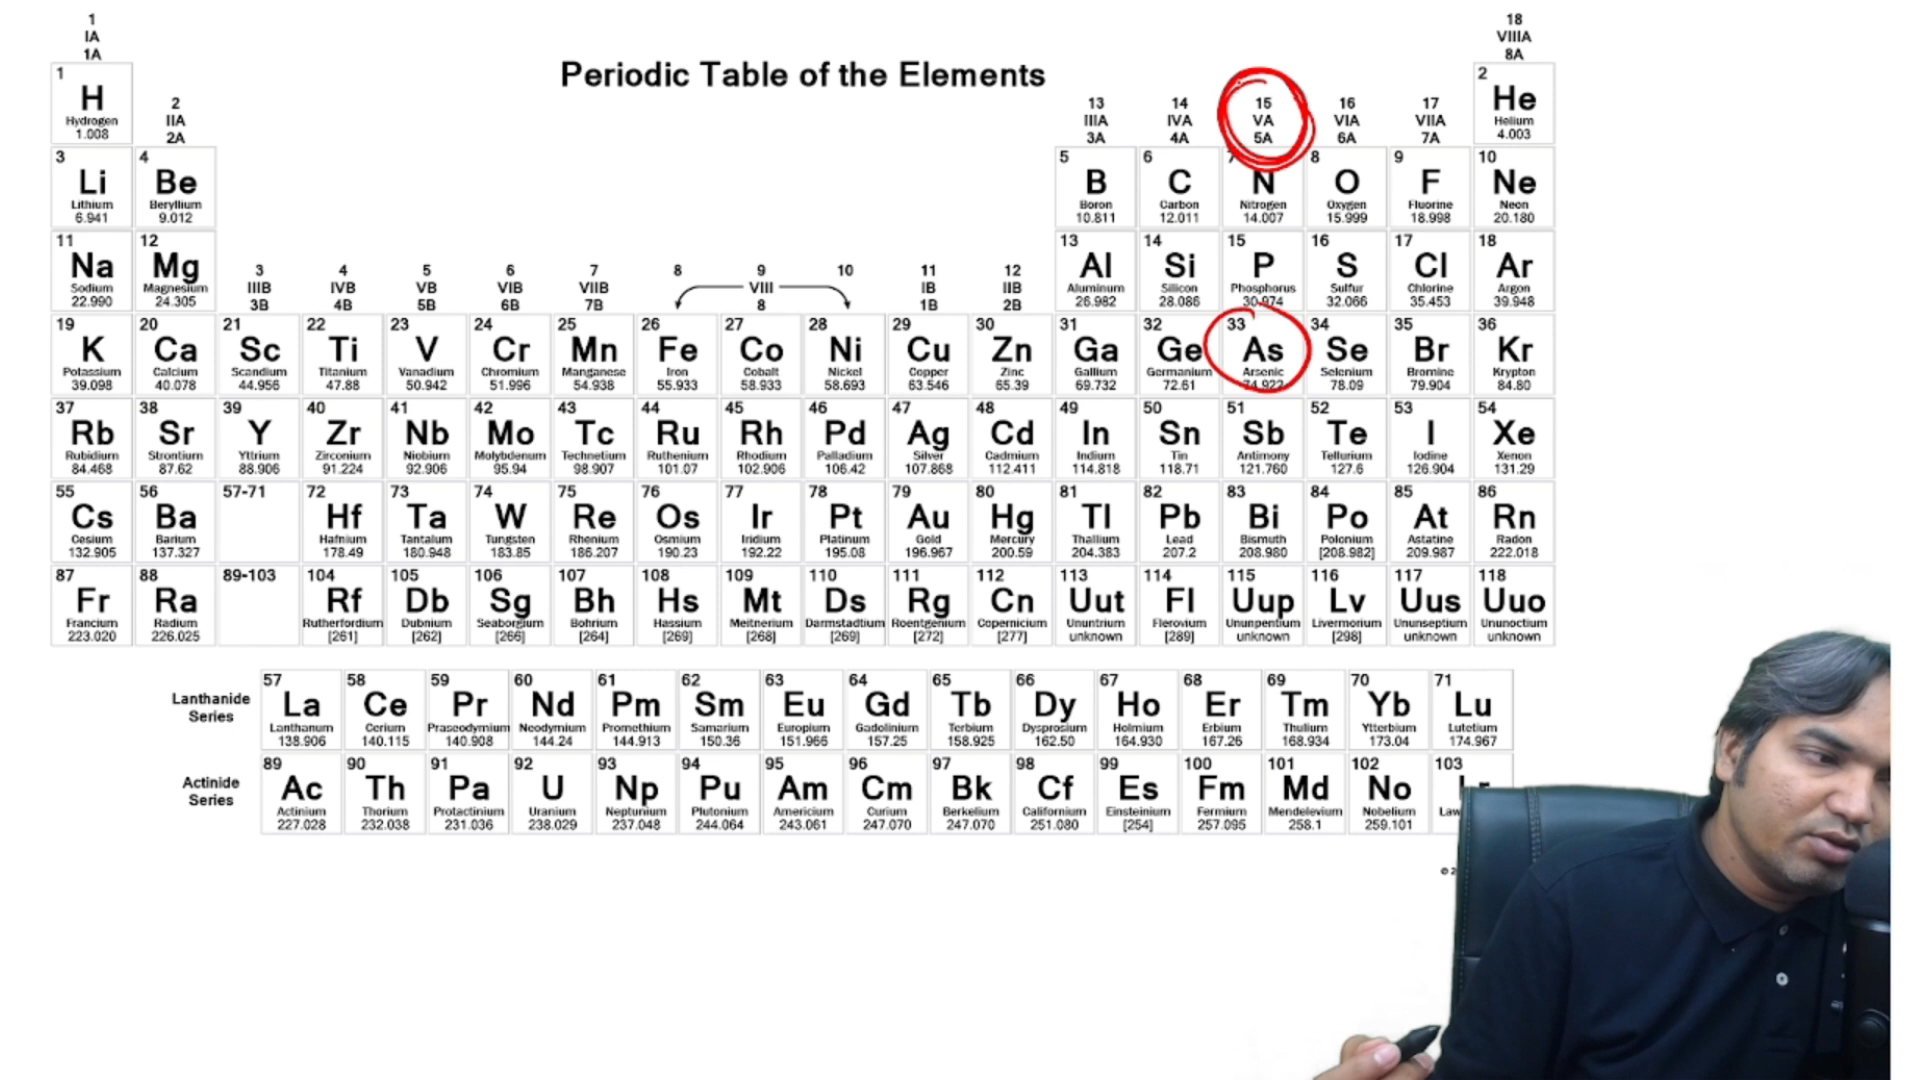 Periodic Table of the Elements
1 IA 1A
2 IIA 2A
3 IIIB 3B
4 IVB 4B
5 VB 5B
6 VIB 6B
7 VIIB 7B
8 9 10
VIII
8
11 IB 1B
12 IIB 2B
13 IIIA 3A
14 IVA 4A
15 VA 5A
16 VIA 6A
17 VIIA 7A
18 VIIIA 8A
1 H Hydrogen 1.008
2 He Helium 4.003
3 Li Lithium 6.941
4 Be Beryllium 9.012
5 B Boron 10.811
6 C Carbon 12.011
7 N Nitrogen 14.007
8 O Oxygen 15.999
9 F Fluorine 18.998
10 Ne Neon 20.180
11 Na Sodium 22.990
12 Mg Magnesium 24.305
13 Al Aluminum 26.982
14 Si Silicon 28.086
15 P Phosphorus 30.974
16 S Sulfur 32.066
17 Cl Chlorine 35.453
18 Ar Argon 39.948
19 K Potassium 39.098
20 Ca Calcium 40.078
21 Sc Scandium 44.956
22 Ti Titanium 47.88
23 V Vanadium 50.942
24 Cr Chromium 51.996
25 Mn Manganese 54.938
26 Fe Iron 55.933
27 Co Cobalt 58.933
28 Ni Nickel 58.693
29 Cu Copper 63.546
30 Zn Zinc 65.39
31 Ga Gallium 69.732
32 Ge Germanium 72.61
33 As Arsenic 74.922
34 Se Selenium 78.09
35 Br Bromine 79.904
36 Kr Krypton 84.80
37 Rb Rubidium 84.468
38 Sr Strontium 87.62
39 Y Yttrium 88.906
40 Zr Zirconium 91.224
41 Nb Niobium 92.906
42 Mo Molybdenum 95.94
43 Tc Technetium 98.907
44 Ru Ruthenium 101.07
45 Rh Rhodium 102.906
46 Pd Palladium 106.42
47 Ag Silver 107.868
48 Cd Cadmium 112.411
49 In Indium 114.818
50 Sn Tin 118.71
51 Sb Antimony 121.760
52 Te Tellurium 127.6
53 I Iodine 126.904
54 Xe Xenon 131.29
55 Cs Cesium 132.905
56 Ba Barium 137.327
57-71
72 Hf Hafnium 178.49
73 Ta Tantalum 180.948
74 W Tungsten 183.85
75 Re Rhenium 186.207
76 Os Osmium 190.23
77 Ir Iridium 192.22
78 Pt Platinum 195.08
79 Au Gold 196.967
80 Hg Mercury 200.59
81 Tl Thallium 204.383
82 Pb Lead 207.2
83 Bi Bismuth 208.980
84 Po Polonium [208.982]
85 At Astatine 209.987
86 Rn Radon 222.018
87 Fr Francium 223.020
88 Ra Radium 226.025
89-103
104 Rf Rutherfordium [261]
105 Db Dubnium [262]
106 Sg Seaborgium [266]
107 Bh Bohrium [264]
108 Hs Hassium [269]
109 Mt Meitnerium [268]
110 Ds Darmstadtium [269]
111 Rg Roentgenium [272]
112 Cn Copernicium [277]
113 Uut Ununtrium unknown
114 Fl Flerovium [289]
115 Uup Ununpentium unknown
116 Lv Livermorium [298]
117 Uus Ununseptium unknown
118 Uuo Ununoctium unknown
Lanthanide Series
57 La Lanthanum 138.906
58 Ce Cerium 140.115
59 Pr Praseodymium 140.908
60 Nd Neodymium 144.24
61 Pm Promethium 144.913
62 Sm Samarium 150.36
63 Eu Europium 151.966
64 Gd Gadolinium 157.25
65 Tb Terbium 158.925
66 Dy Dysprosium 162.50
67 Ho Holmium 164.930
68 Er Erbium 167.26
69 Tm Thulium 168.934
70 Yb Ytterbium 173.04
71 Lu Lutetium 174.967
Actinide Series
89 Ac Actinium 227.028
90 Th Thorium 232.038
91 Pa Protactinium 231.036
92 U Uranium 238.029
93 Np Neptunium 237.048
94 Pu Plutonium 244.064
95 Am Americium 243.061
96 Cm Curium 247.070
97 Bk Berkelium 247.070
98 Cf Californium 251.080
99 Es Einsteinium [254]
100 Fm Fermium 257.095
101 Md Mendelevium 258.1
102 No Nobelium 259.101
103